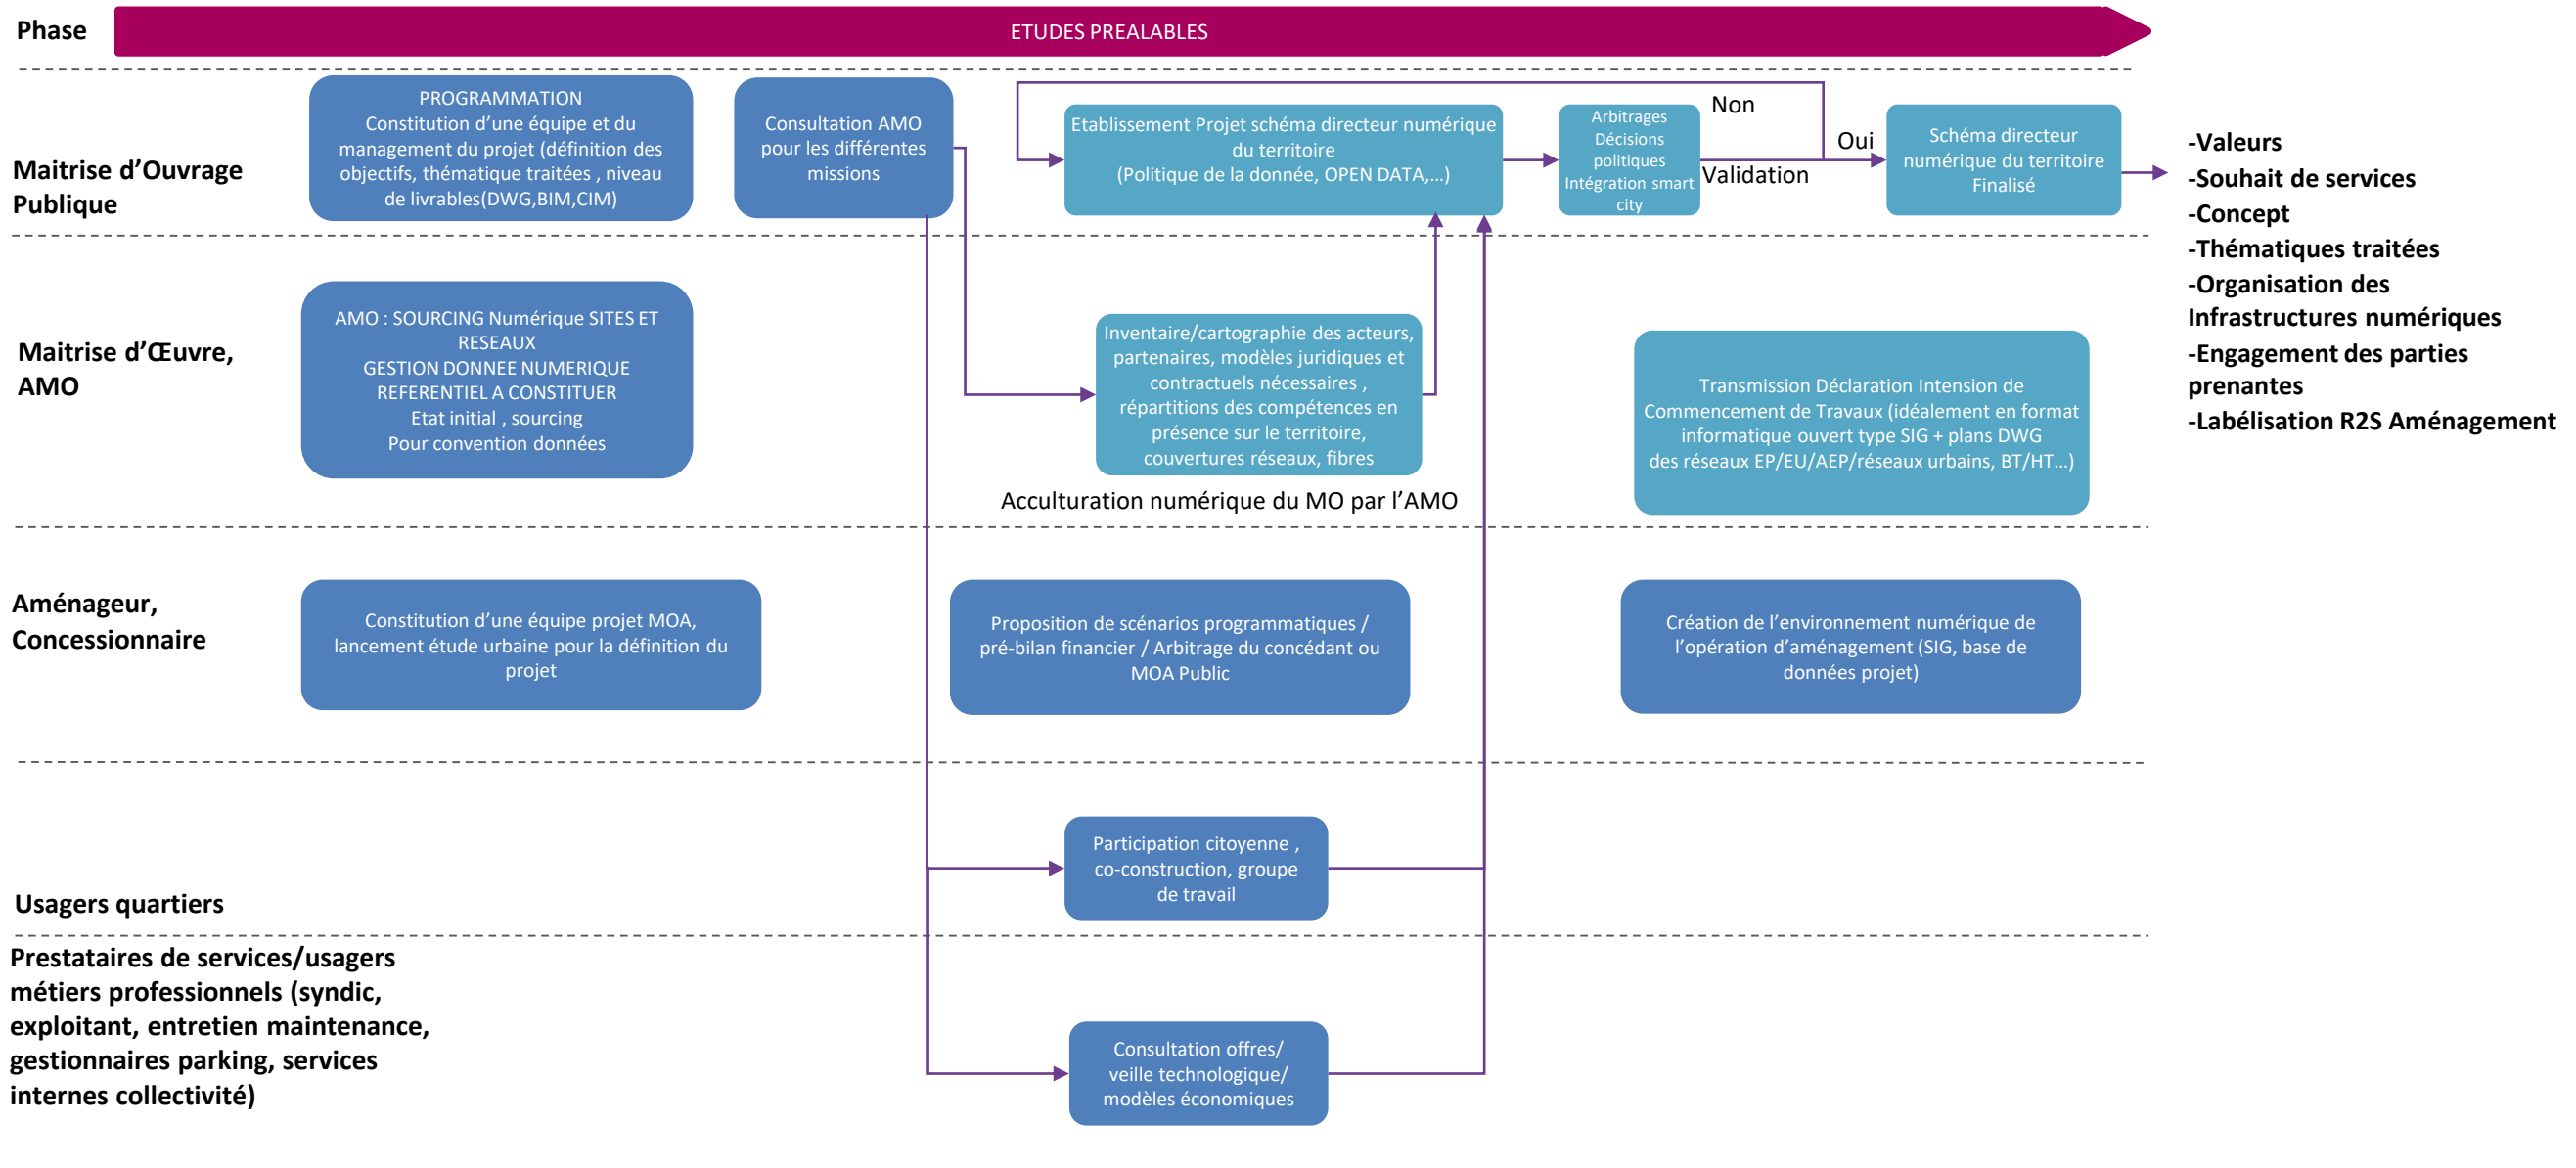 Phase
ETUDES PREALABLES
Maitrise d’Ouvrage
Publique
PROGRAMMATION
Constitution d’une équipe et du
management du projet (définition des
objectifs, thématique traitées , niveau
de livrables(DWG,BIM,CIM)
Consultation AMO
pour les différentes
missions
Etablissement Projet schéma directeur numérique
du territoire
(Politique de la donnée, OPEN DATA,…)
Arbitrages
Décisions
politiques
Intégration smart
city
Non
Validation
Oui
Schéma directeur
numérique du territoire
Finalisé
-Valeurs
-Souhait de services
-Concept
-Thématiques traitées
-Organisation des
Infrastructures numériques
-Engagement des parties
prenantes
-Labélisation R2S Aménagement
Maitrise d’Œuvre,
AMO
AMO : SOURCING Numérique SITES ET
RESEAUX
GESTION DONNEE NUMERIQUE
REFERENTIEL A CONSTITUER
Etat initial , sourcing
Pour convention données
Inventaire/cartographie des acteurs,
partenaires, modèles juridiques et
contractuels nécessaires ,
répartitions des compétences en
présence sur le territoire,
couvertures réseaux, fibres
Acculturation numérique du MO par l’AMO
Transmission Déclaration Intension de
Commencement de Travaux (idéalement en format
informatique ouvert type SIG + plans DWG
des réseaux EP/EU/AEP/réseaux urbains, BT/HT…)
Aménageur,
Concessionnaire
Constitution d’une équipe projet MOA,
lancement étude urbaine pour la définition du
projet
Proposition de scénarios programmatiques /
pré-bilan financier / Arbitrage du concédant ou
MOA Public
Création de l’environnement numérique de
l’opération d’aménagement (SIG, base de
données projet)
Usagers quartiers
Participation citoyenne ,
co-construction, groupe
de travail
Prestataires de services/usagers
métiers professionnels (syndic,
exploitant, entretien maintenance,
gestionnaires parking, services
internes collectivité)
Consultation offres/
veille technologique/
modèles économiques